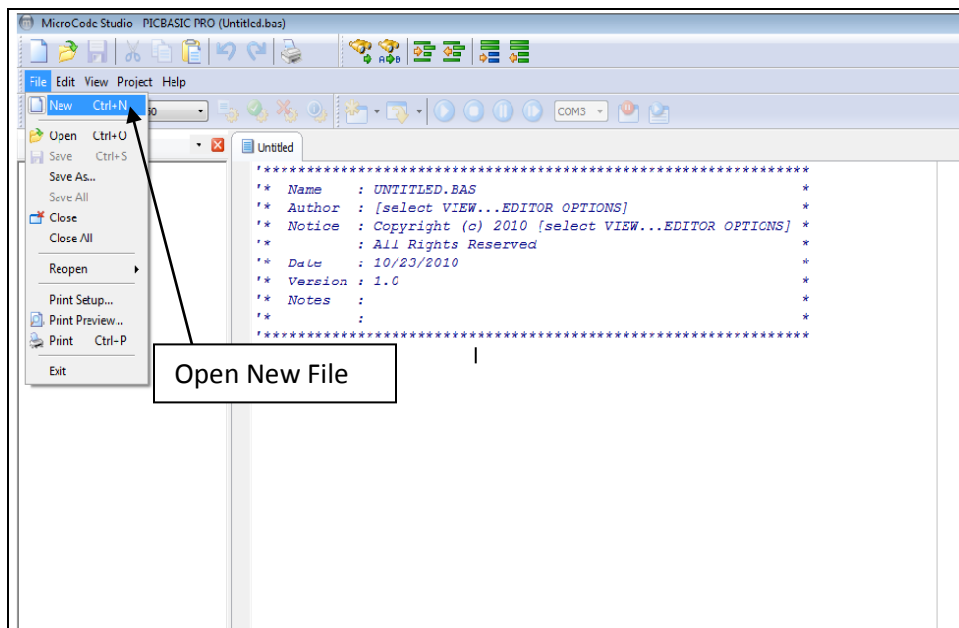 MicroCode Studio PICBASIC PRO (Untitled.bas)
File Edit View Project Help
New Ctrl+N
COM3
Open Ctrl+O
Save Ctrl+S
Save As...
Save All
Close
Close All
Reopen
Print Setup...
Print Preview...
Print Ctrl-P
Exit
Untitled
'******************************************************************
'* Name : UNTITLED.BAS *
'* Author : [select VIEW...EDITOR OPTIONS] *
'* Notice : Copyright (c) 2010 [select VIEW...EDITOR OPTIONS] *
'* : All Rights Reserved *
'* Date : 10/23/2010 *
'* Version : 1.0 *
'* Notes : *
'* : *
'******************************************************************
Open New File